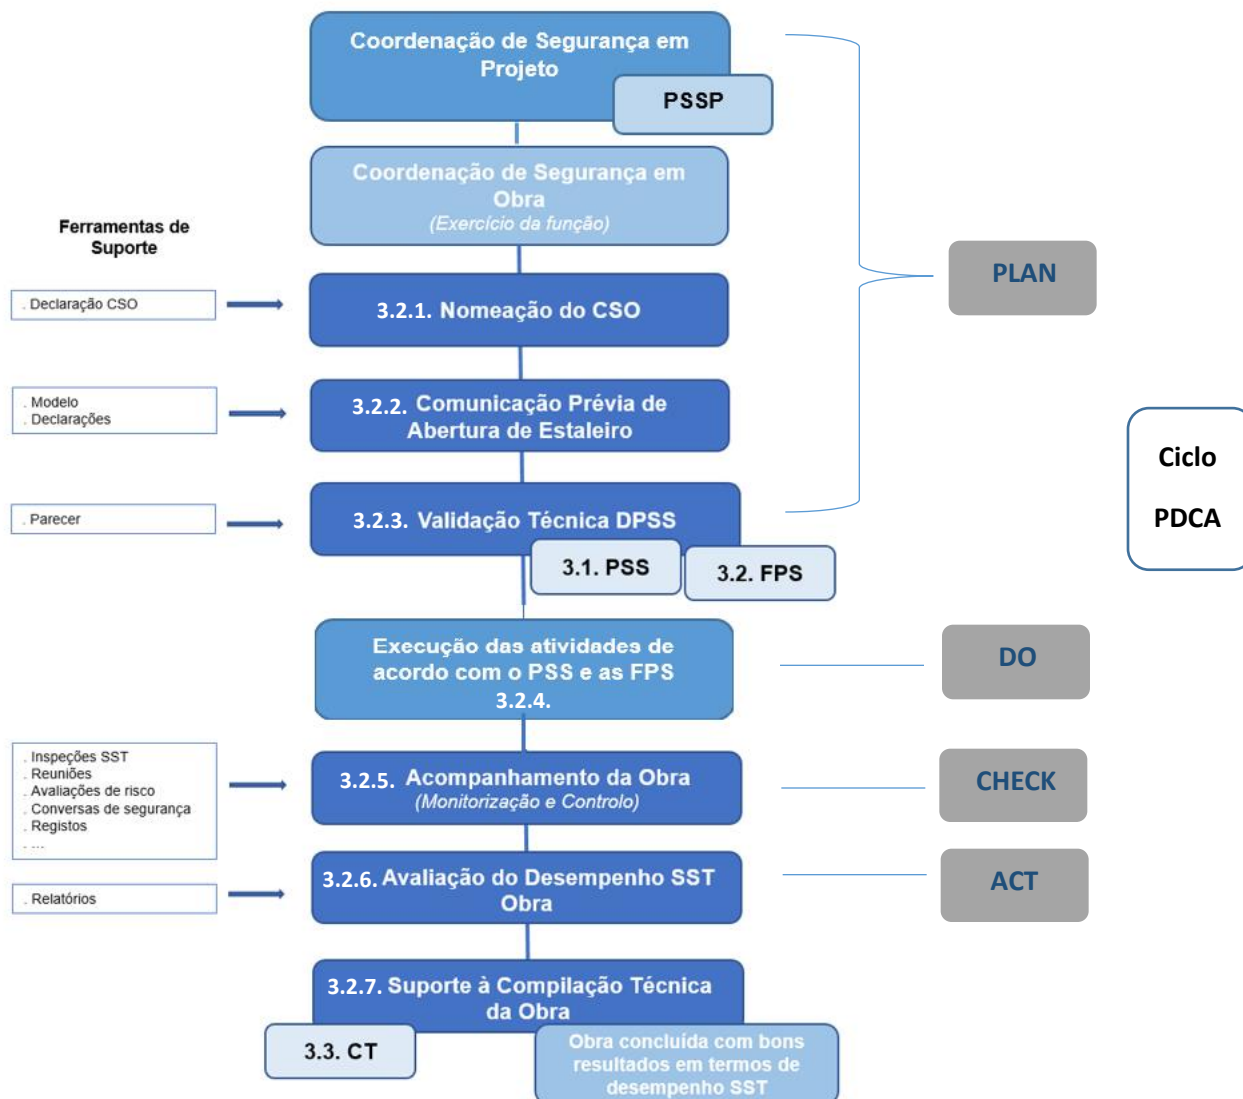 Coordenação de Segurança em
Projeto
PSSP
Coordenação de Segurança em
Obra
(Exercício da função)
Ferramentas de
Suporte
. Declaração CSO
3.2.1. Nomeação do CSO
PLAN
. Modelo
. Declarações
3.2.2. Comunicação Prévia de
Abertura de Estaleiro
Ciclo
PDCA
. Parecer
3.2.3. Validação Técnica DPSS
3.1. PSS
3.2. FPS
Execução das atividades de
acordo com o PSS e as FPS
3.2.4.
DO
. Inspeções SST
. Reuniões
. Avaliações de risco
. Conversas de segurança
. Registos
. ...
3.2.5. Acompanhamento da Obra
(Monitorização e Controlo)
CHECK
. Relatórios
3.2.6. Avaliação do Desempenho SST
Obra
ACT
3.2.7. Suporte à Compilação Técnica
da Obra
3.3. CT
Obra concluída com bons
resultados em termos de
desempenho SST